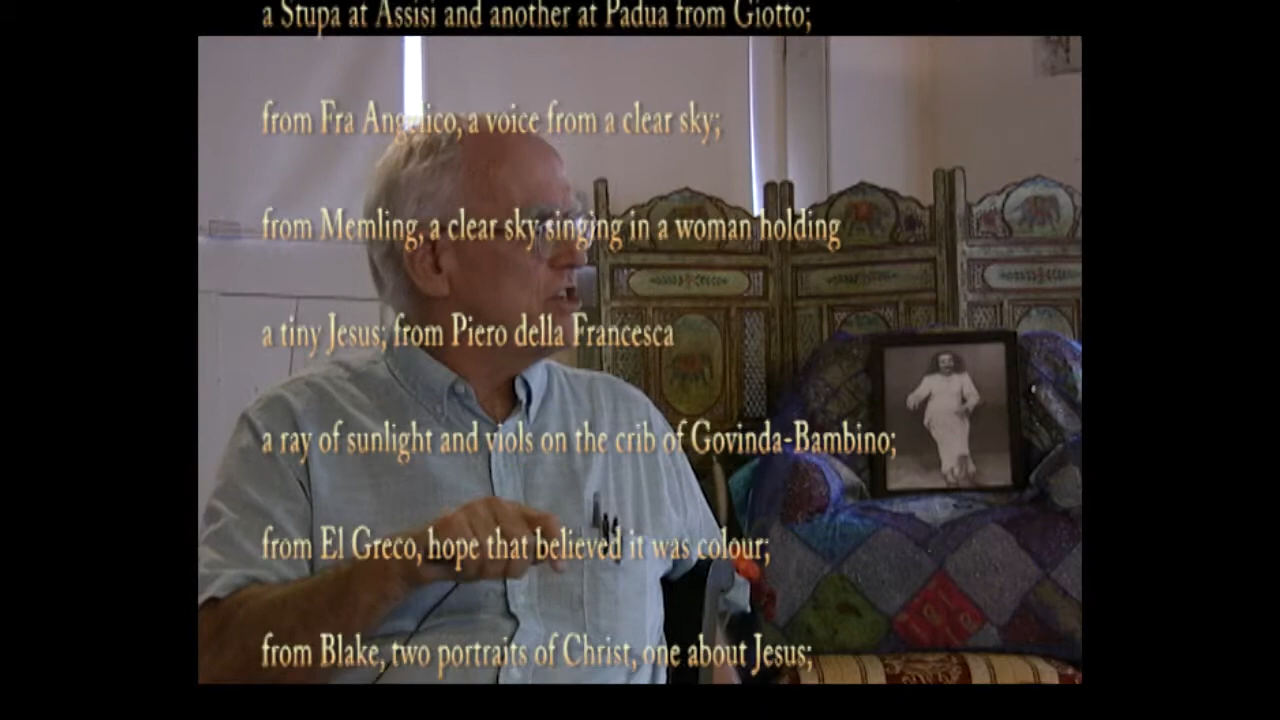 a Stupa at Assisi and another at Padua from Giotto;
from Fra Angelico, a voice from a clear sky;
from Memling, a clear sky singing in a woman holding
a tiny Jesus; from Piero della Francesca
a ray of sunlight and viols on the crib of Govinda-Bambino;
from El Greco, hope that believed it was colour;
from Blake, two portraits of Christ, one about Jesus;